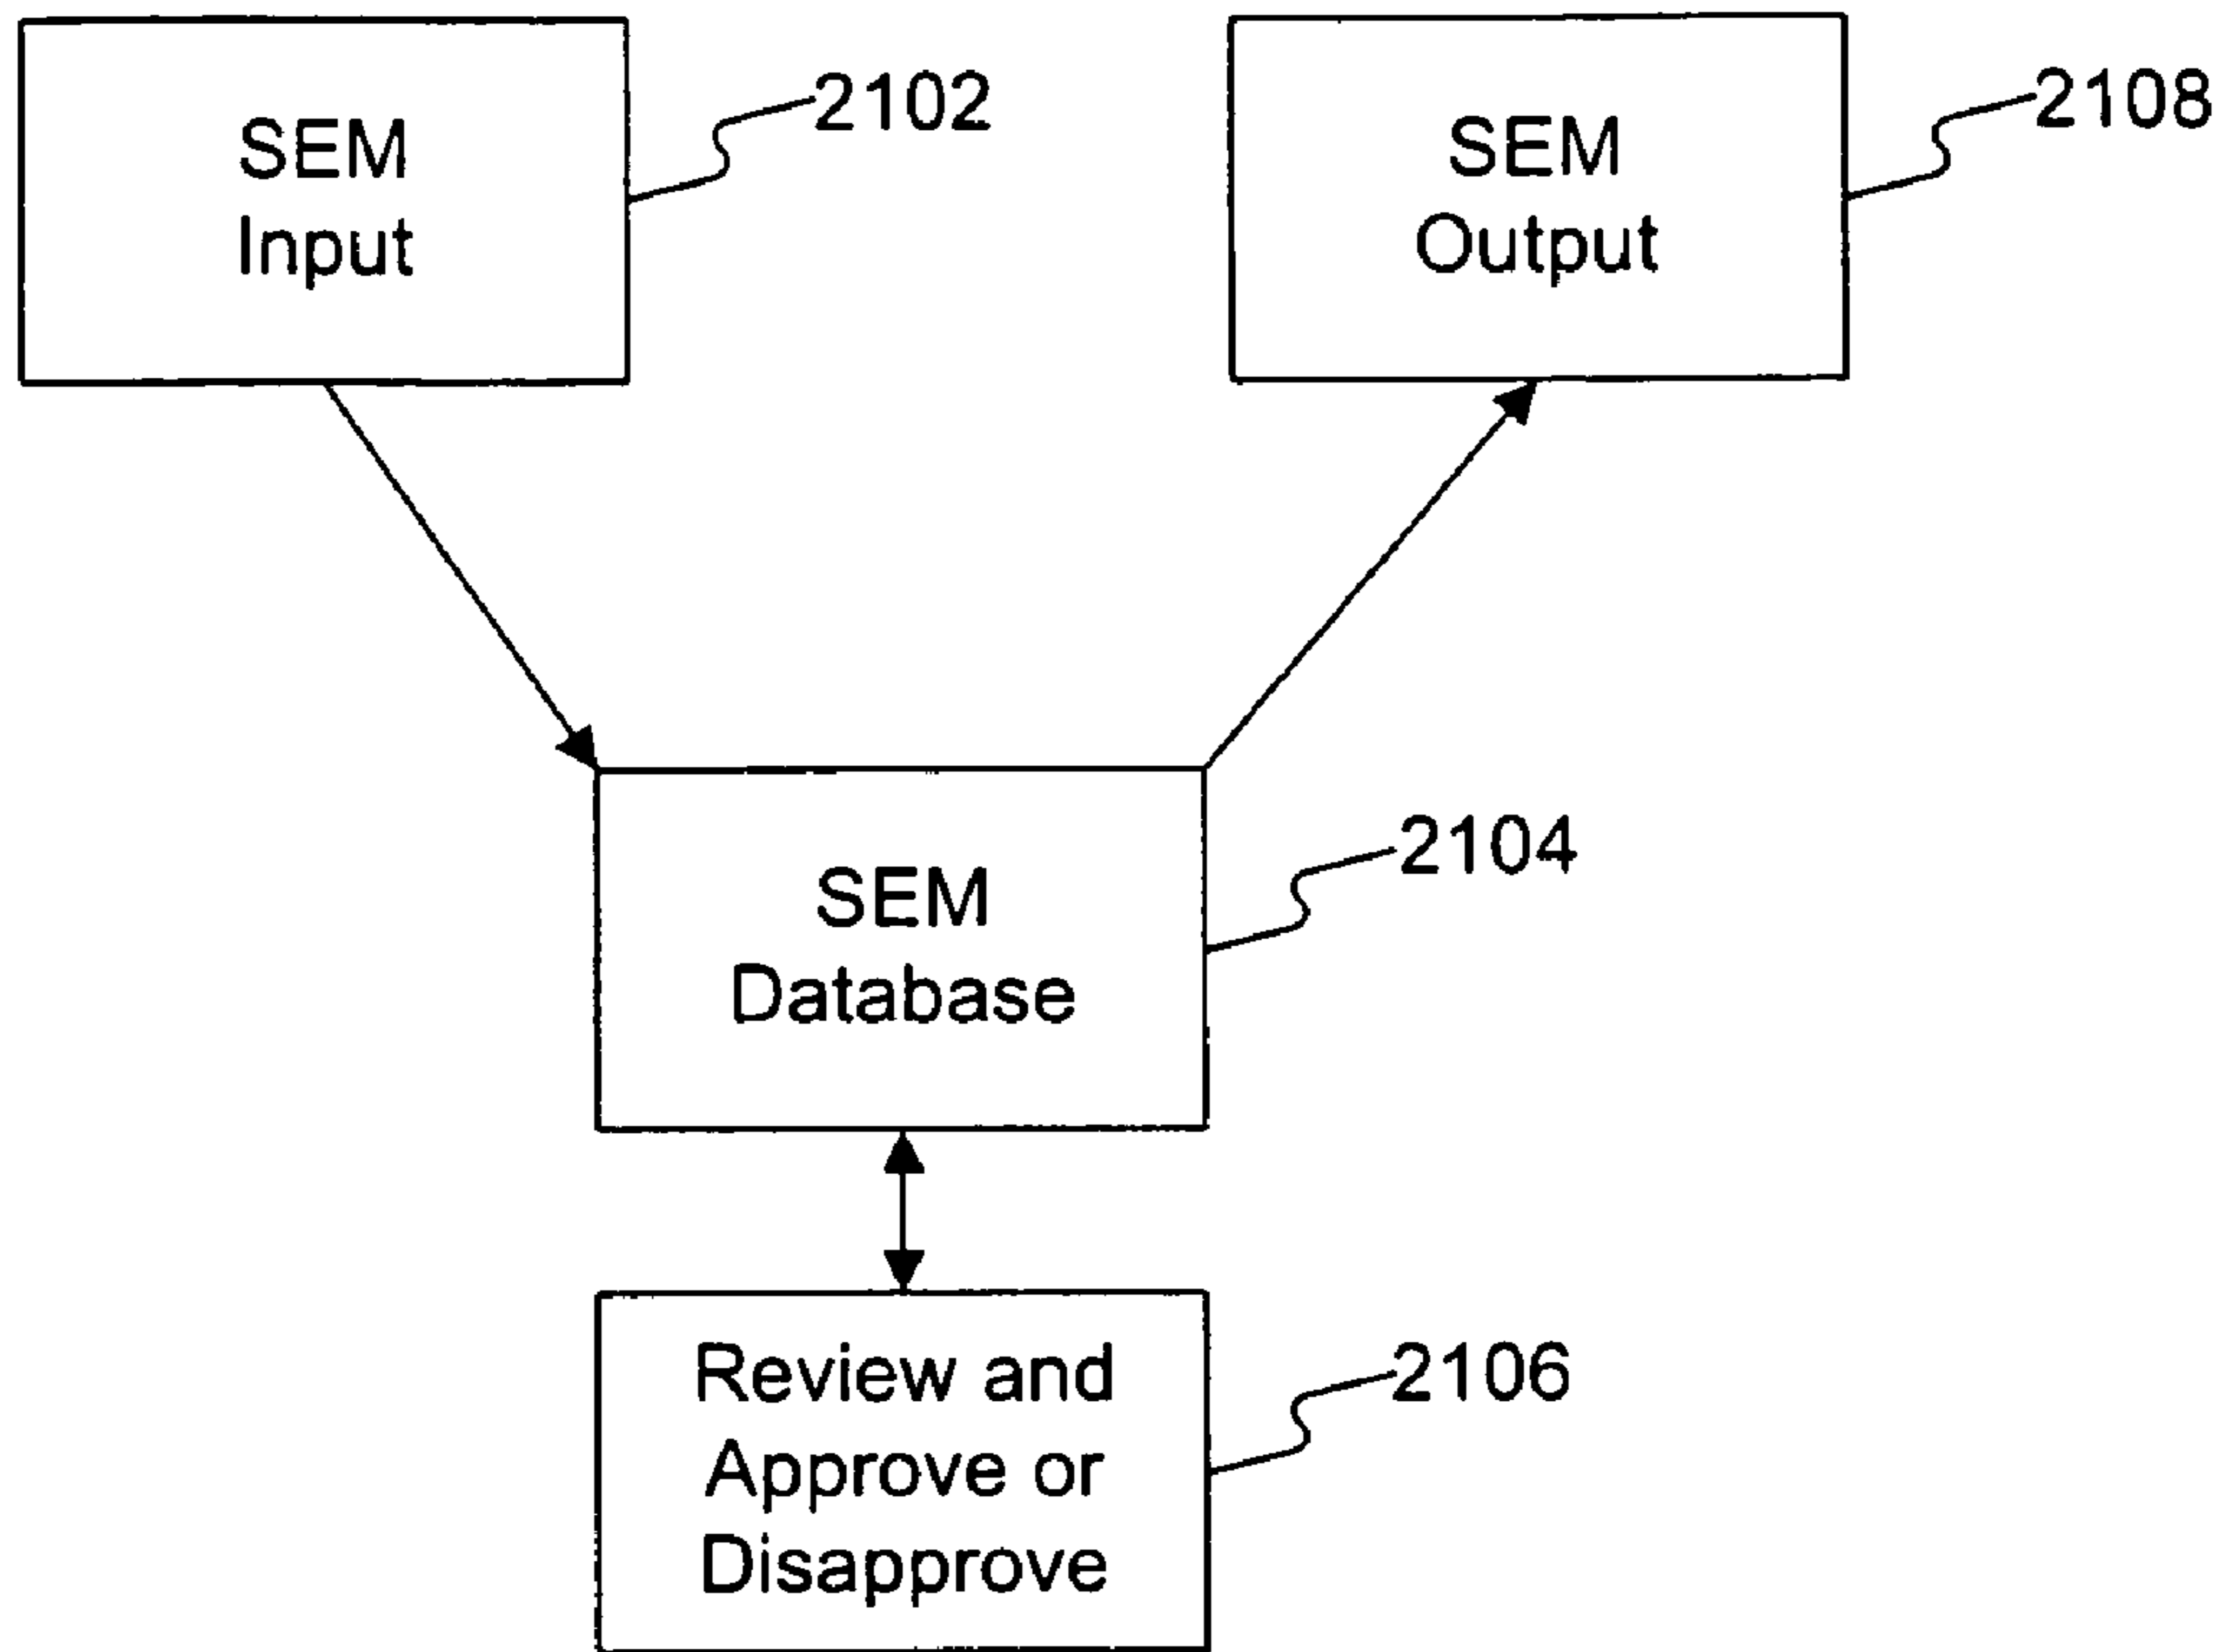 SEM
Input
2102
SEM
Output
2108
SEM
Database
2104
Review and
Approve or
Disapprove
2106